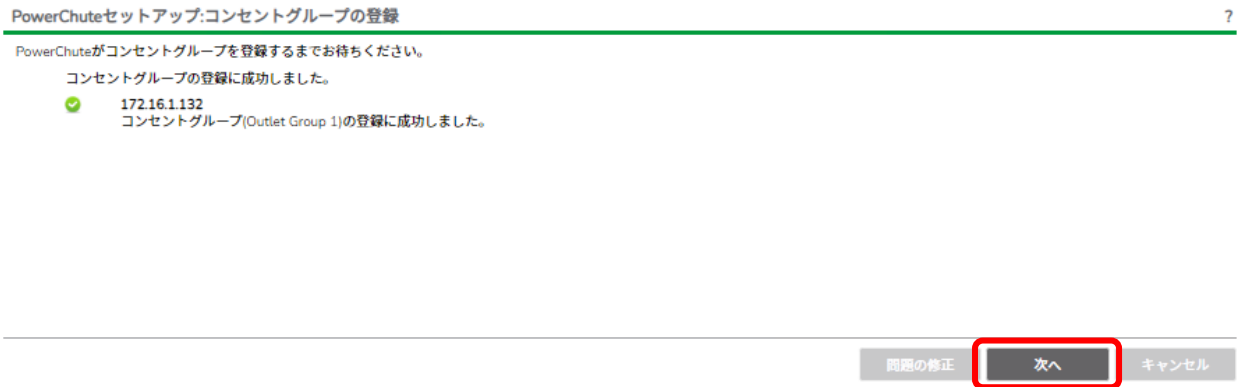 PowerChuteセットアップ:コンセントグループの登録 ?
PowerChuteがコンセントグループを登録するまでお待ちください。
コンセントグループの登録に成功しました。
172.16.1.132
コンセントグループ(Outlet Group 1)の登録に成功しました。
問題の修正 次へ キャンセル